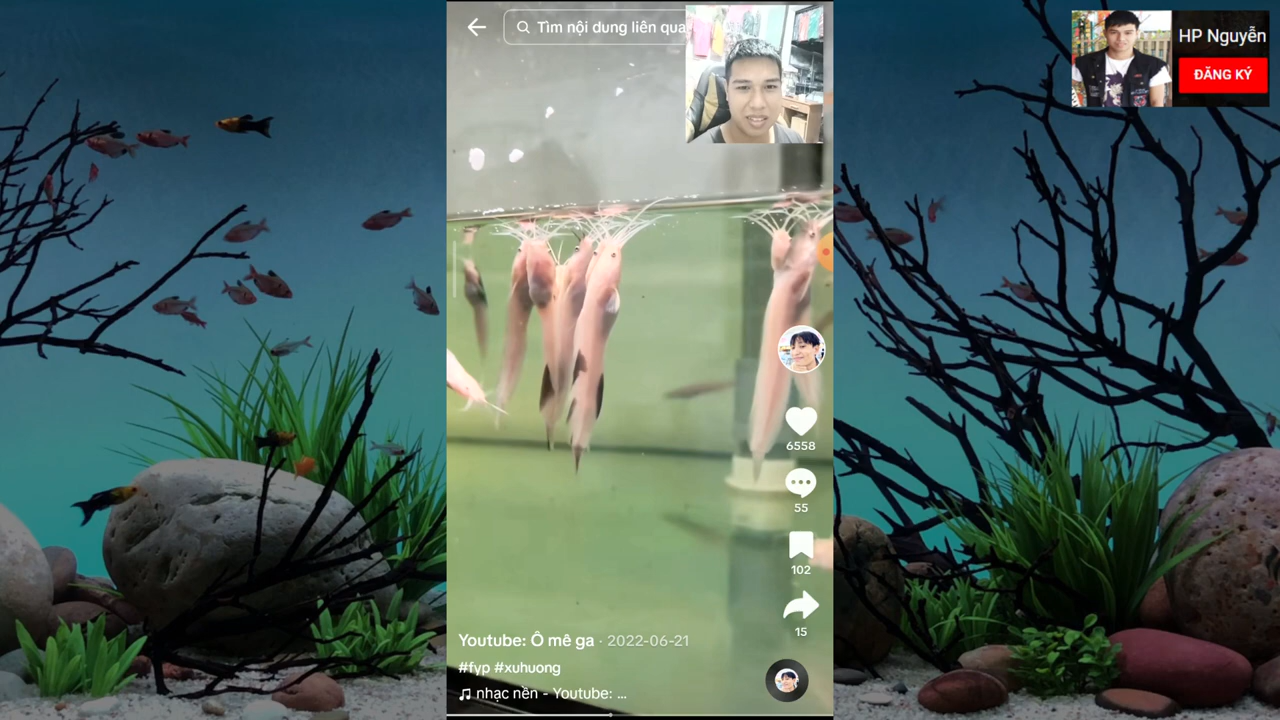 Tìm nội dung liên qua
HP Nguyễn
ĐĂNG KÝ
6558
55
102
15
Youtube: Ô mê ga · 2022-06-21
#fyp #xuhuong
nhạc nền - Youtube: ...